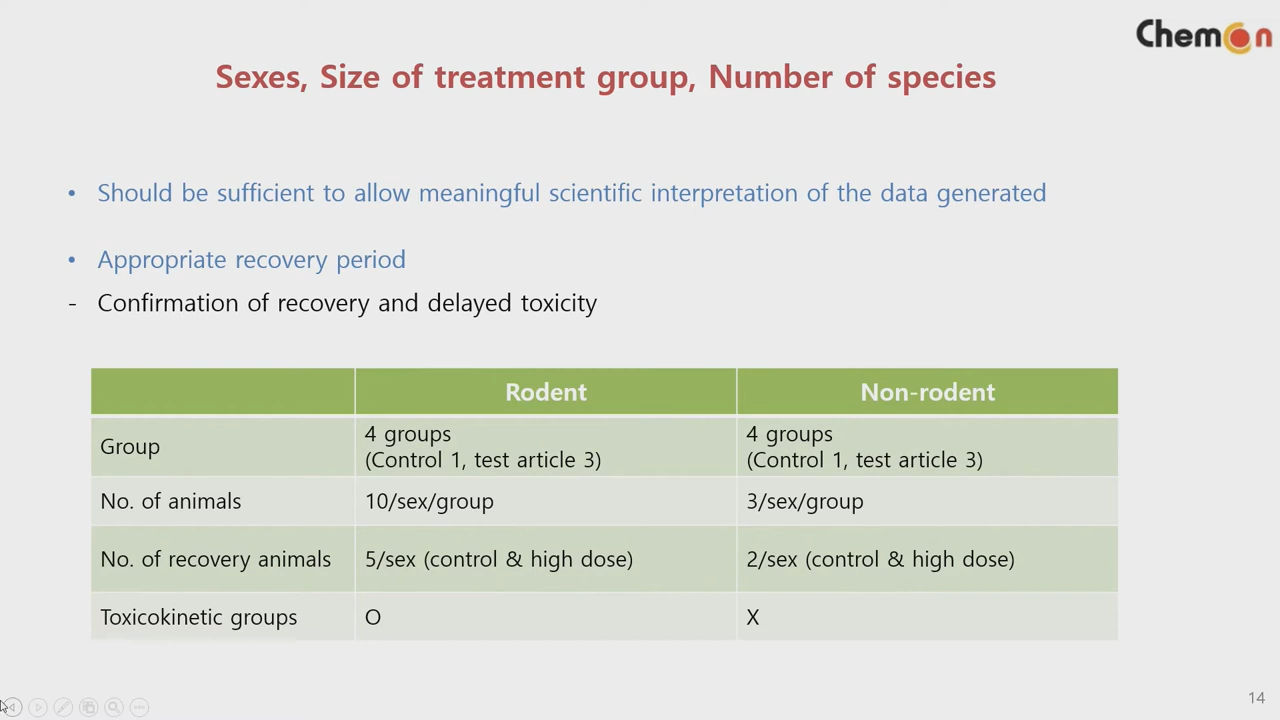 ChemOn
Sexes, Size of treatment group, Number of species
• Should be sufficient to allow meaningful scientific interpretation of the data generated
• Appropriate recovery period
- Confirmation of recovery and delayed toxicity
Rodent Non-rodent
Group 4 groups (Control 1, test article 3) 4 groups (Control 1, test article 3)
No. of animals 10/sex/group 3/sex/group
No. of recovery animals 5/sex (control & high dose) 2/sex (control & high dose)
Toxicokinetic groups O X
14